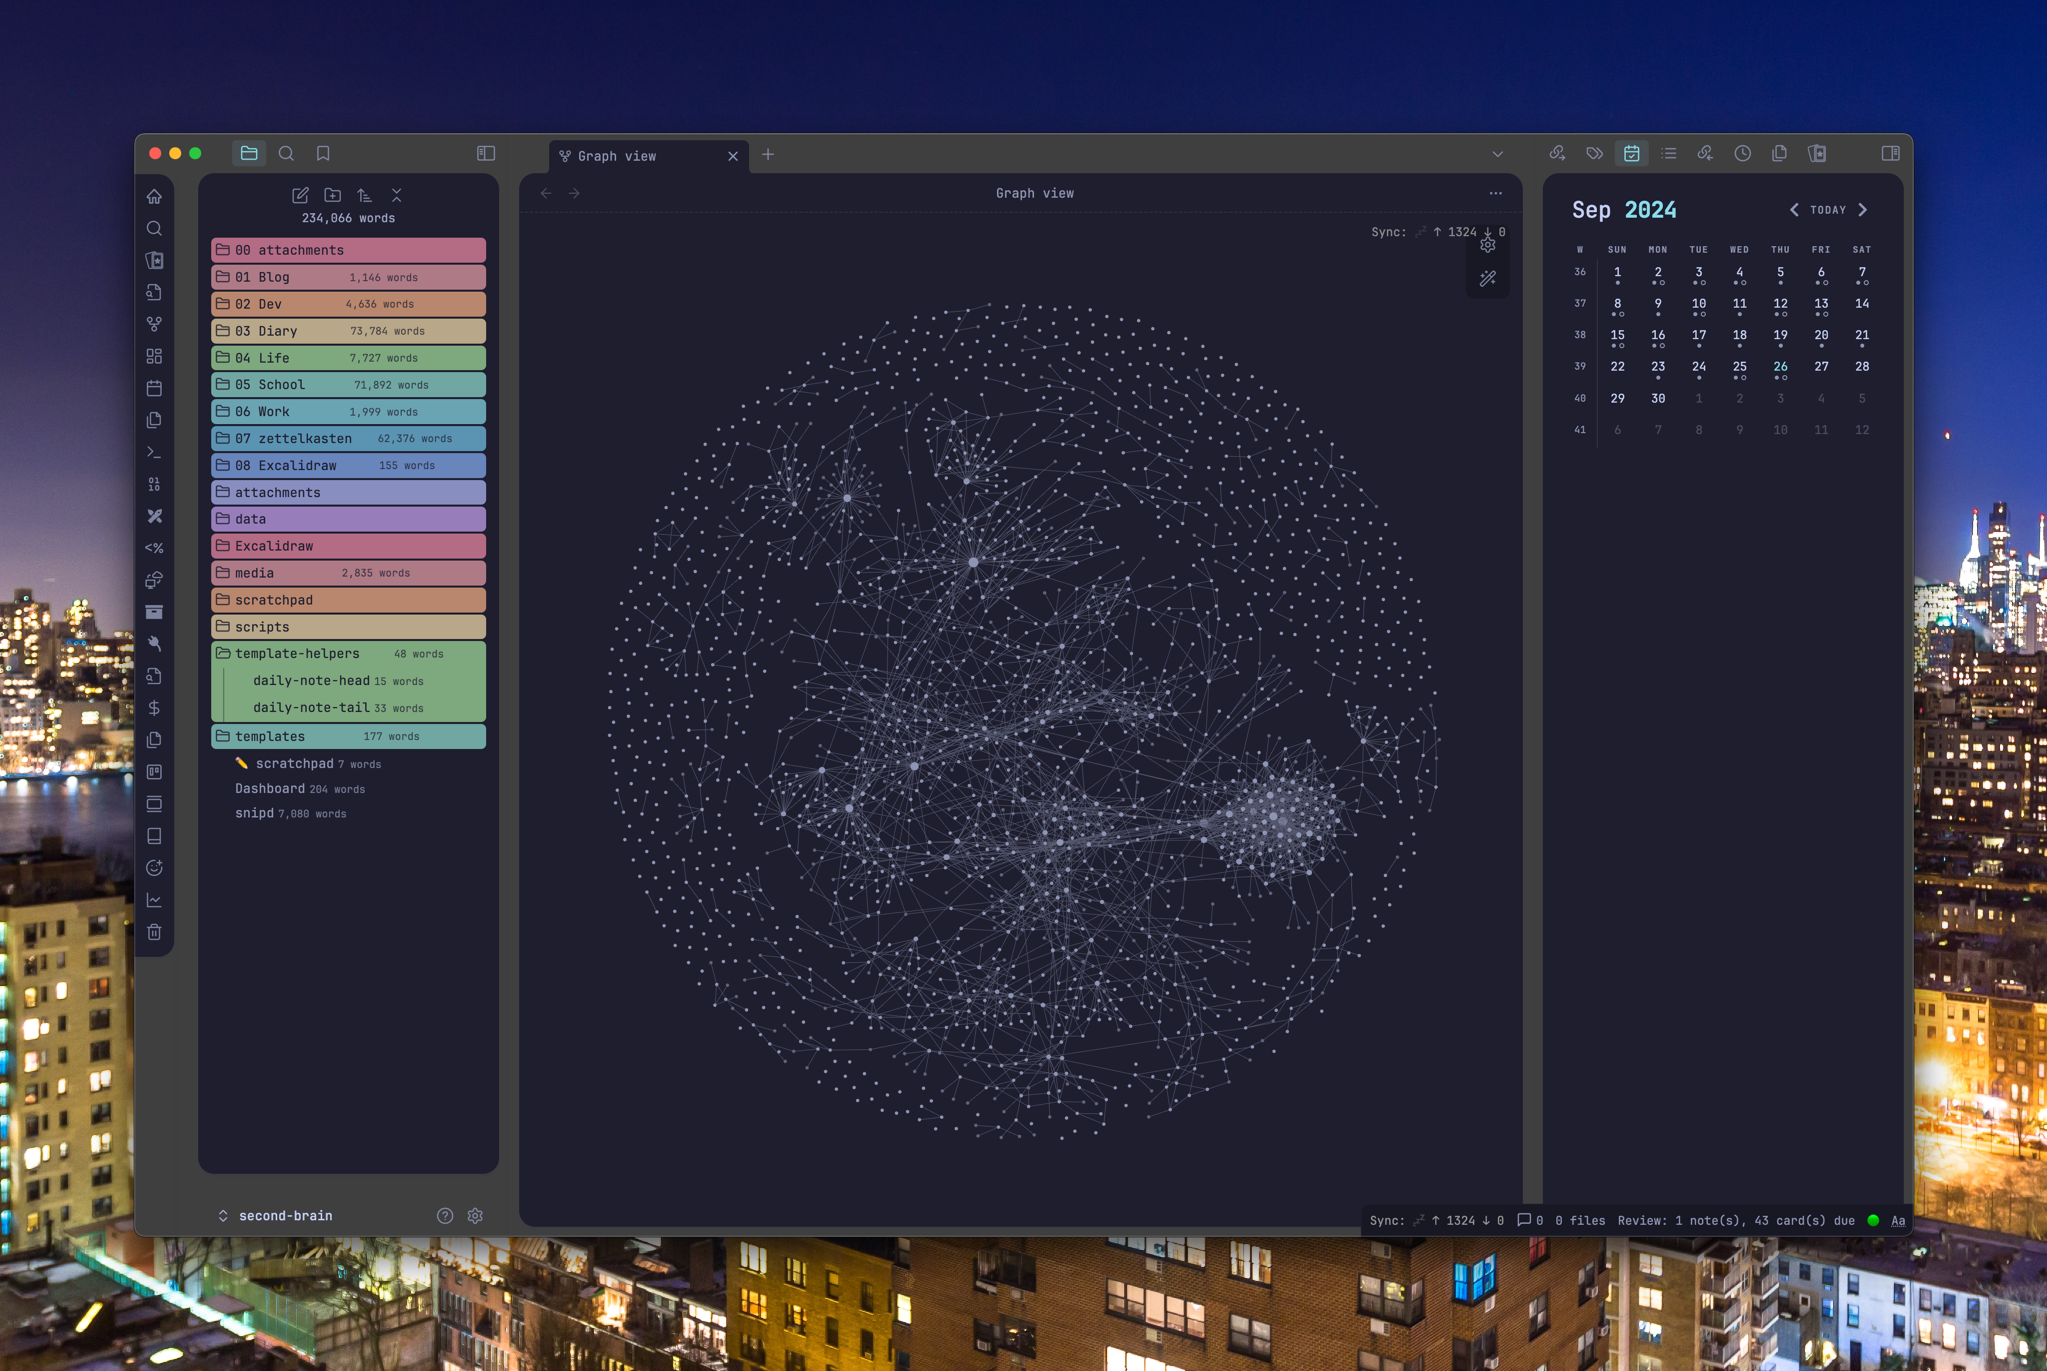 Graph view
234,066 words
00 attachments
01 Blog 1,146 words
02 Dev 4,636 words
03 Diary 73,784 words
04 Life 7,727 words
05 School 71,892 words
06 Work 1,999 words
07 zettelkasten 62,376 words
08 Excalidraw 155 words
attachments
data
Excalidraw
media 2,835 words
scratchpad
scripts
template-helpers 48 words
daily-note-head 15 words
daily-note-tail 33 words
templates 177 words
✏️ scratchpad 7 words
Dashboard 204 words
snipd 7,080 words
second-brain
Graph view
Sync: 💤 ↑ 1324 ↓ 0
Sep 2024
TODAY
W SUN MON TUE WED THU FRI SAT
36 1 2 3 4 5 6 7
37 8 9 10 11 12 13 14
38 15 16 17 18 19 20 21
39 22 23 24 25 26 27 28
40 29 30 1 2 3 4 5
41 6 7 8 9 10 11 12
Sync: 💤 ↑ 1324 ↓ 0 0 0 files Review: 1 note(s), 43 card(s) due Aa